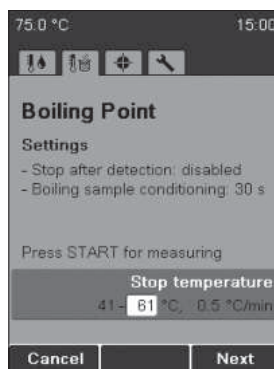 75.0 °C 15:00
Boiling Point
Settings
- Stop after detection: disabled
- Boiling sample conditioning: 30 s
Press START for measuring
Stop temperature
41 - 61 °C, 0.5 °C/min
Cancel Next